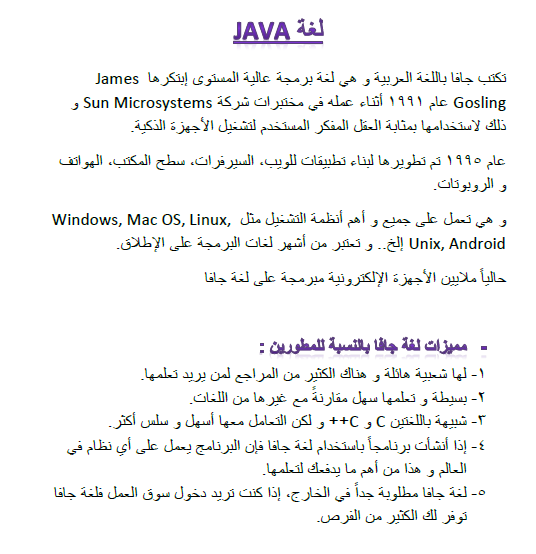 لغة JAVA
تكتب جافا باللغة العربية و هي لغة برمجة عالية المستوى إبتكرها James
Gosling عام ١٩٩١ أثناء عمله في مختبرات شركة Sun Microsystems و
ذلك لاستخدامها بمثابة العقل المفكر المستخدم لتشغيل الأجهزة الذكية.
عام ١٩٩٥ تم تطويرها لبناء تطبيقات للويب، السيرفرات، سطح المكتب، الهواتف
و الروبوتات.
و هي تعمل على جميع و أهم أنظمة التشغيل مثل Windows, Mac OS, Linux,
Unix, Android إلخ.. و تعتبر من أشهر لغات البرمجة على الإطلاق.
حالياً ملايين الأجهزة الإلكترونية مبرمجة على لغة جافا
- مميزات لغة جافا بالنسبة للمطورين :
١- لها شعبية هائلة و هناك الكثير من المراجع لمن يريد تعلمها.
٢- بسيطة و تعلمها سهل مقارنةً مع غيرها من اللغات.
٣- شبيهة باللغتين C و C++ و لكن التعامل معها أسهل و سلس أكثر.
٤- إذا أنشأت برنامجاً باستخدام لغة جافا فإن البرنامج يعمل على أي نظام في
العالم و هذا من أهم ما يدفعك لتعلمها.
٥- لغة جافا مطلوبة جداً في الخارج، إذا كنت تريد دخول سوق العمل فلغة جافا
توفر لك الكثير من الفرص.